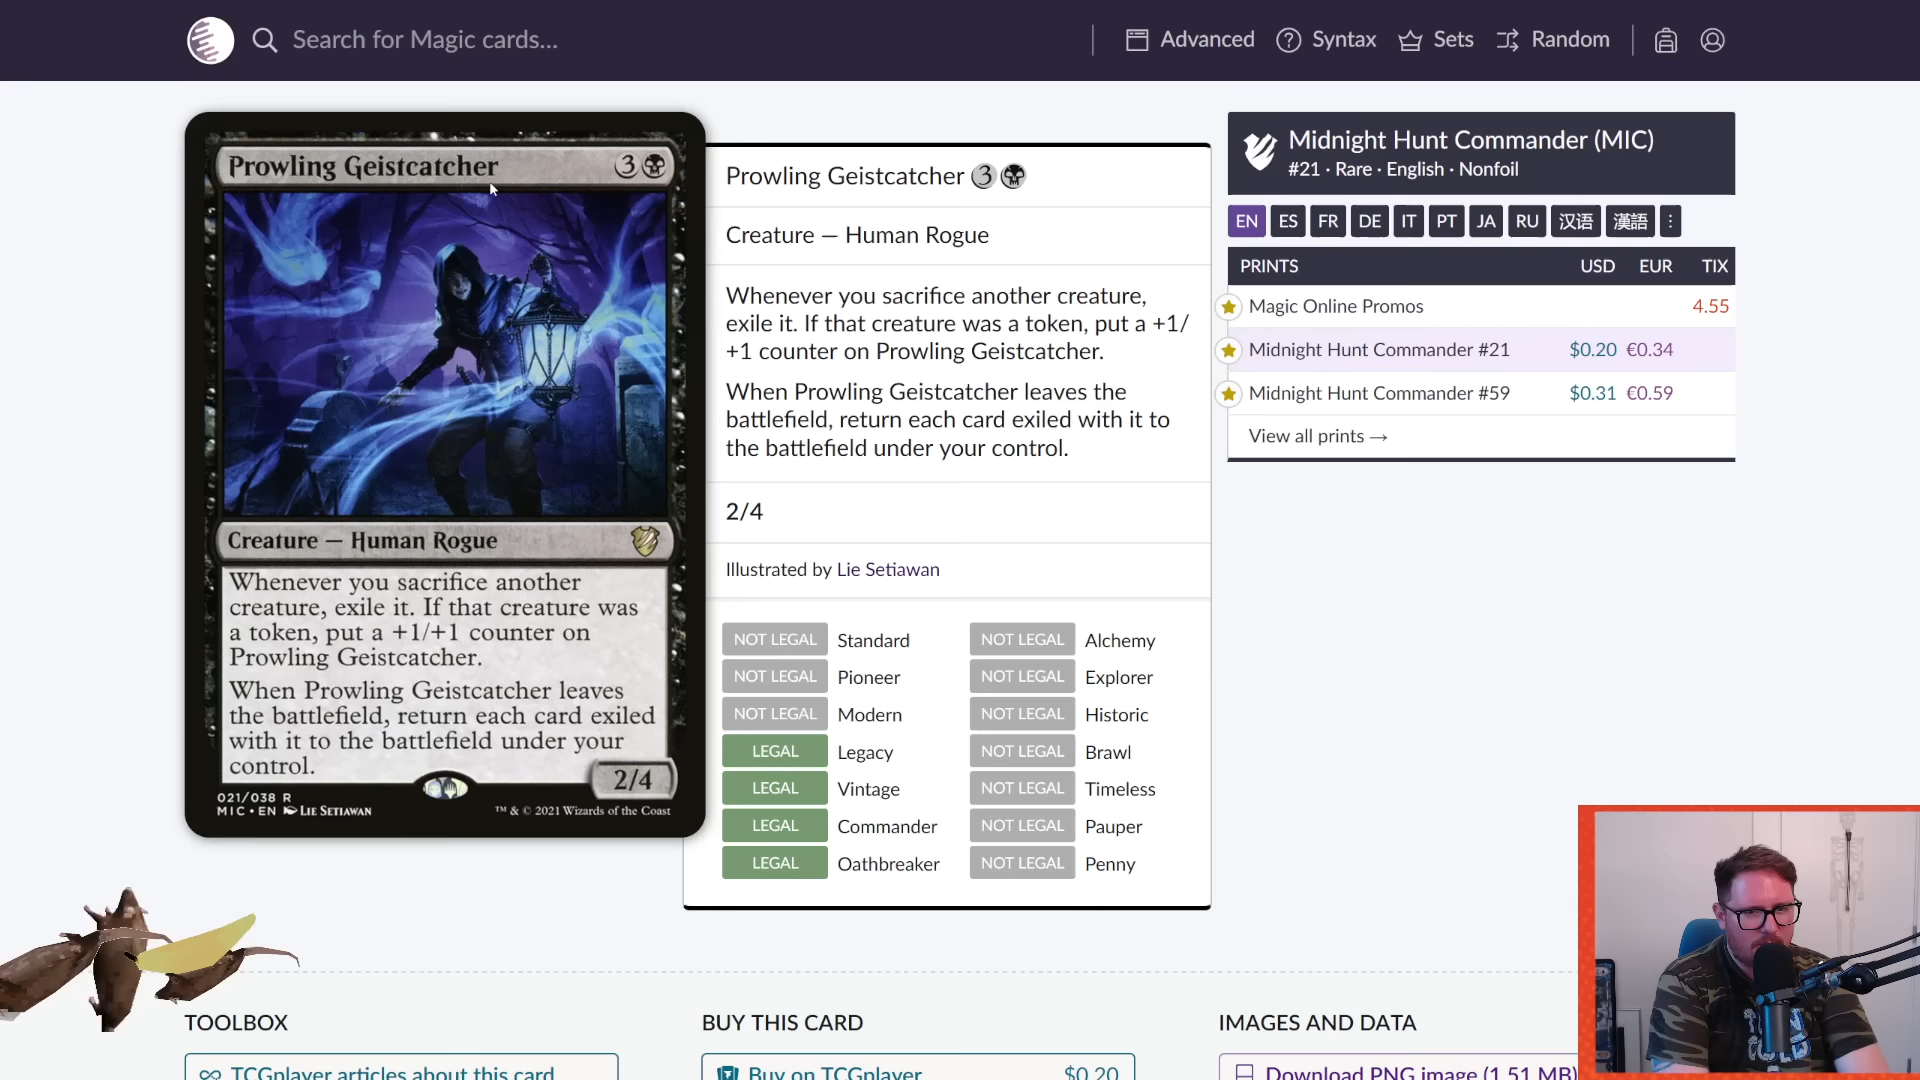 Search for Magic cards...
Advanced
Syntax
Sets
Random
Prowling Geistcatcher 3
Creature — Human Rogue
Whenever you sacrifice another
creature, exile it. If that creature was
a token, put a +1/+1 counter on
Prowling Geistcatcher.
When Prowling Geistcatcher leaves
the battlefield, return each card exiled
with it to the battlefield under your
control.
2/4
021/038 R
MIC • EN LIE SETIAWAN
™ & © 2021 Wizards of the Coast
Prowling Geistcatcher 3
Creature — Human Rogue
Whenever you sacrifice another creature,
exile it. If that creature was a token, put a +1/
+1 counter on Prowling Geistcatcher.
When Prowling Geistcatcher leaves the
battlefield, return each card exiled with it to
the battlefield under your control.
2/4
Illustrated by Lie Setiawan
NOT LEGAL Standard NOT LEGAL Alchemy
NOT LEGAL Pioneer NOT LEGAL Explorer
NOT LEGAL Modern NOT LEGAL Historic
LEGAL Legacy NOT LEGAL Brawl
LEGAL Vintage NOT LEGAL Timeless
LEGAL Commander NOT LEGAL Pauper
LEGAL Oathbreaker NOT LEGAL Penny
Midnight Hunt Commander (MIC)
#21 · Rare · English · Nonfoil
EN ES FR DE IT PT JA RU 汉语 漢語
PRINTS USD EUR TIX
Magic Online Promos 4.55
Midnight Hunt Commander #21 $0.20 €0.34
Midnight Hunt Commander #59 $0.31 €0.59
View all prints →
TOOLBOX
TCGplayer articles about this card
BUY THIS CARD
Buy on TCGplayer $0.20
IMAGES AND DATA
Download PNG image (1.51 MB)